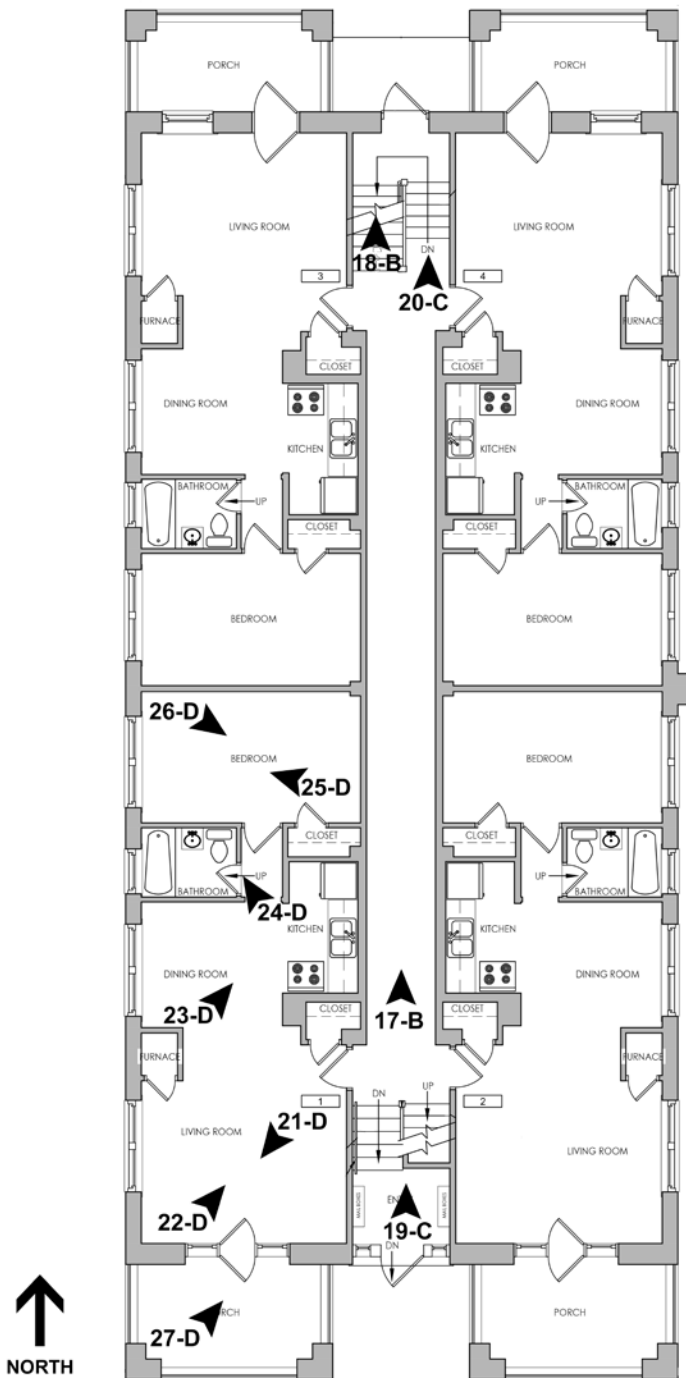 PORCH
PORCH
LIVING ROOM
LIVING ROOM
18-B
DN
3
4
20-C
FURNACE
FURNACE
CLOSET
CLOSET
DINING ROOM
DINING ROOM
KITCHEN
KITCHEN
BATHROOM
UP
UP
BATHROOM
CLOSET
CLOSET
BEDROOM
BEDROOM
26-D
BEDROOM
BEDROOM
25-D
CLOSET
CLOSET
UP
UP
BATHROOM
BATHROOM
24-D
KITCHEN
KITCHEN
DINING ROOM
DINING ROOM
23-D
CLOSET
17-B
CLOSET
FURNACE
FURNACE
DN
UP
1
2
21-D
LIVING ROOM
LIVING ROOM
22-D
MAILBOXES
MAILBOXES
19-C
DN
27-D
PORCH
NORTH